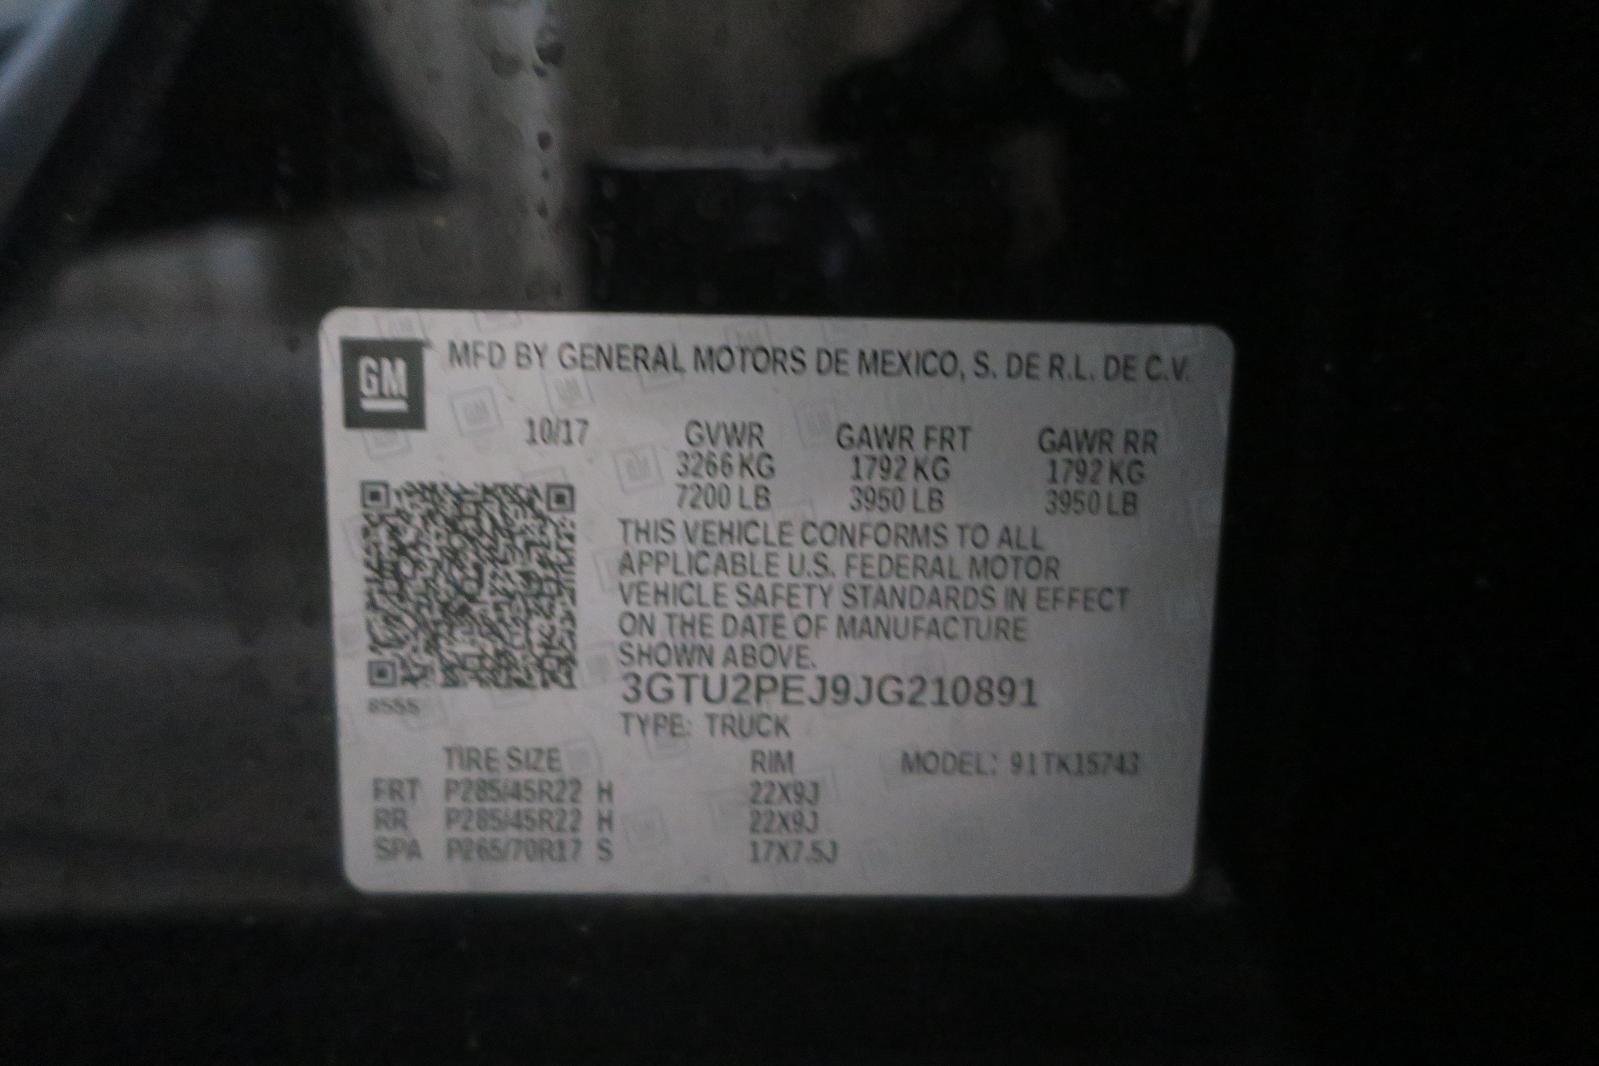 GM MFD BY GENERAL MOTORS DE MEXICO, S. DE R.L. DE C.V.
10/17 GVWR GAWR FRT GAWR RR
3266 KG 1792 KG 1792 KG
7200 LB 3950 LB 3950 LB
THIS VEHICLE CONFORMS TO ALL
APPLICABLE U.S. FEDERAL MOTOR
VEHICLE SAFETY STANDARDS IN EFFECT
ON THE DATE OF MANUFACTURE
SHOWN ABOVE.
3GTU2PEJ9JG210891
8555
TYPE: TRUCK
TIRE SIZE RIM MODEL: 91TK15743
FRT P285/45R22 H 22X9J
RR P285/45R22 H 22X9J
SPA P265/70R17 S 17X7.5J